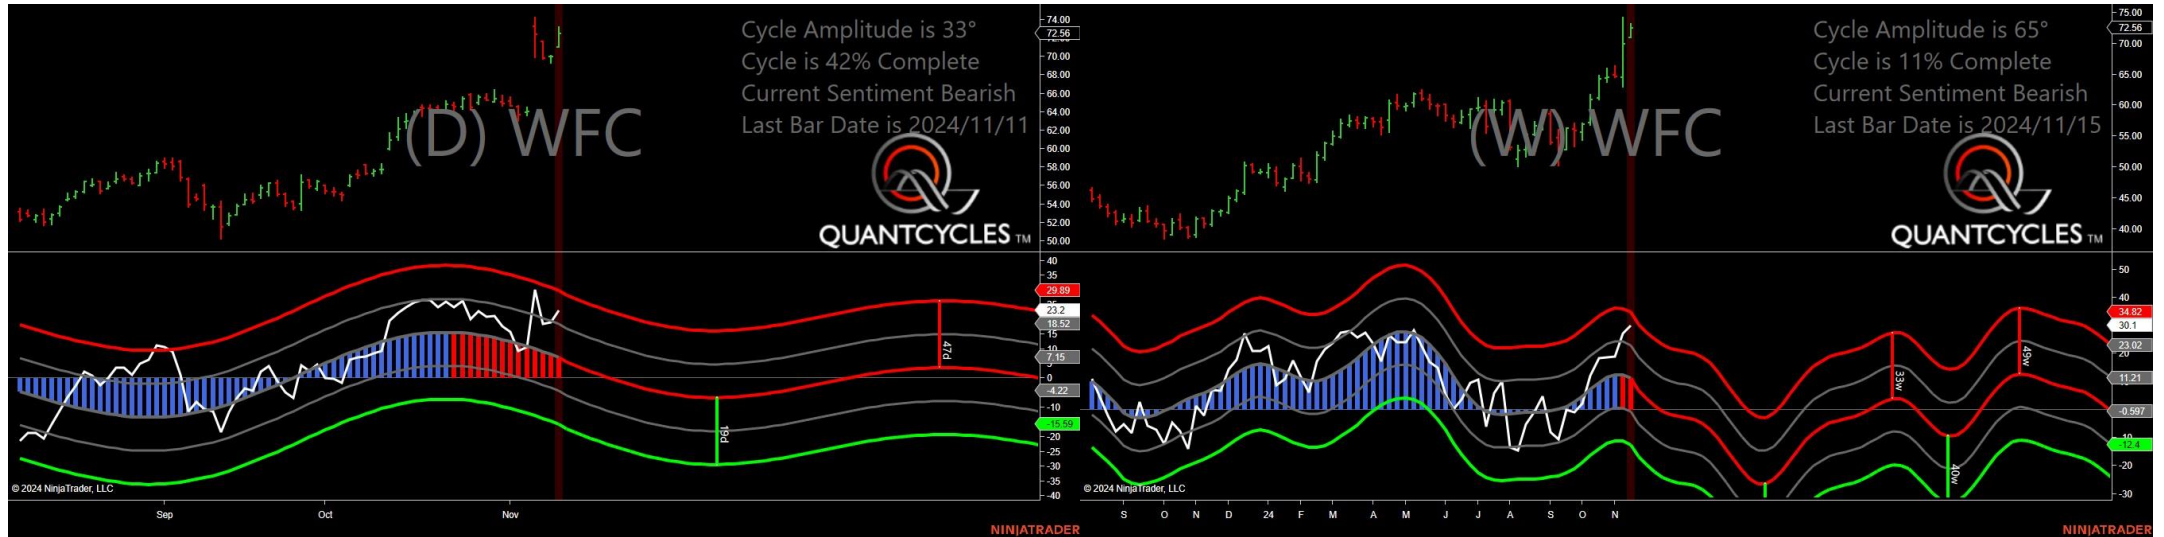 Cycle Amplitude is 33°
Cycle is 42% Complete
Current Sentiment Bearish
Last Bar Date is 2024/11/11
(D) WFC
QUANTCYCLES TM
74.00
72.56
70.00
68.00
66.00
64.00
62.00
60.00
58.00
56.00
54.00
52.00
50.00
40
35
29.89
23.2
18.52
15
10
7.15
5
0
-4.22
-10
-15.59
-20
-25
-30
-35
-40
47d
19d
© 2024 NinjaTrader, LLC
Sep
Oct
Nov
NINJATRADER
Cycle Amplitude is 65°
Cycle is 11% Complete
Current Sentiment Bearish
Last Bar Date is 2024/11/15
(W) WFC
QUANTCYCLES TM
75.00
72.56
70.00
65.00
60.00
55.00
50.00
45.00
40.00
50
40
34.82
30.1
23.02
20
11.21
-0.597
-12.4
-20
-30
33w
49w
40w
© 2024 NinjaTrader, LLC
S O N D 24 F M A M J J A S O N
NINJATRADER